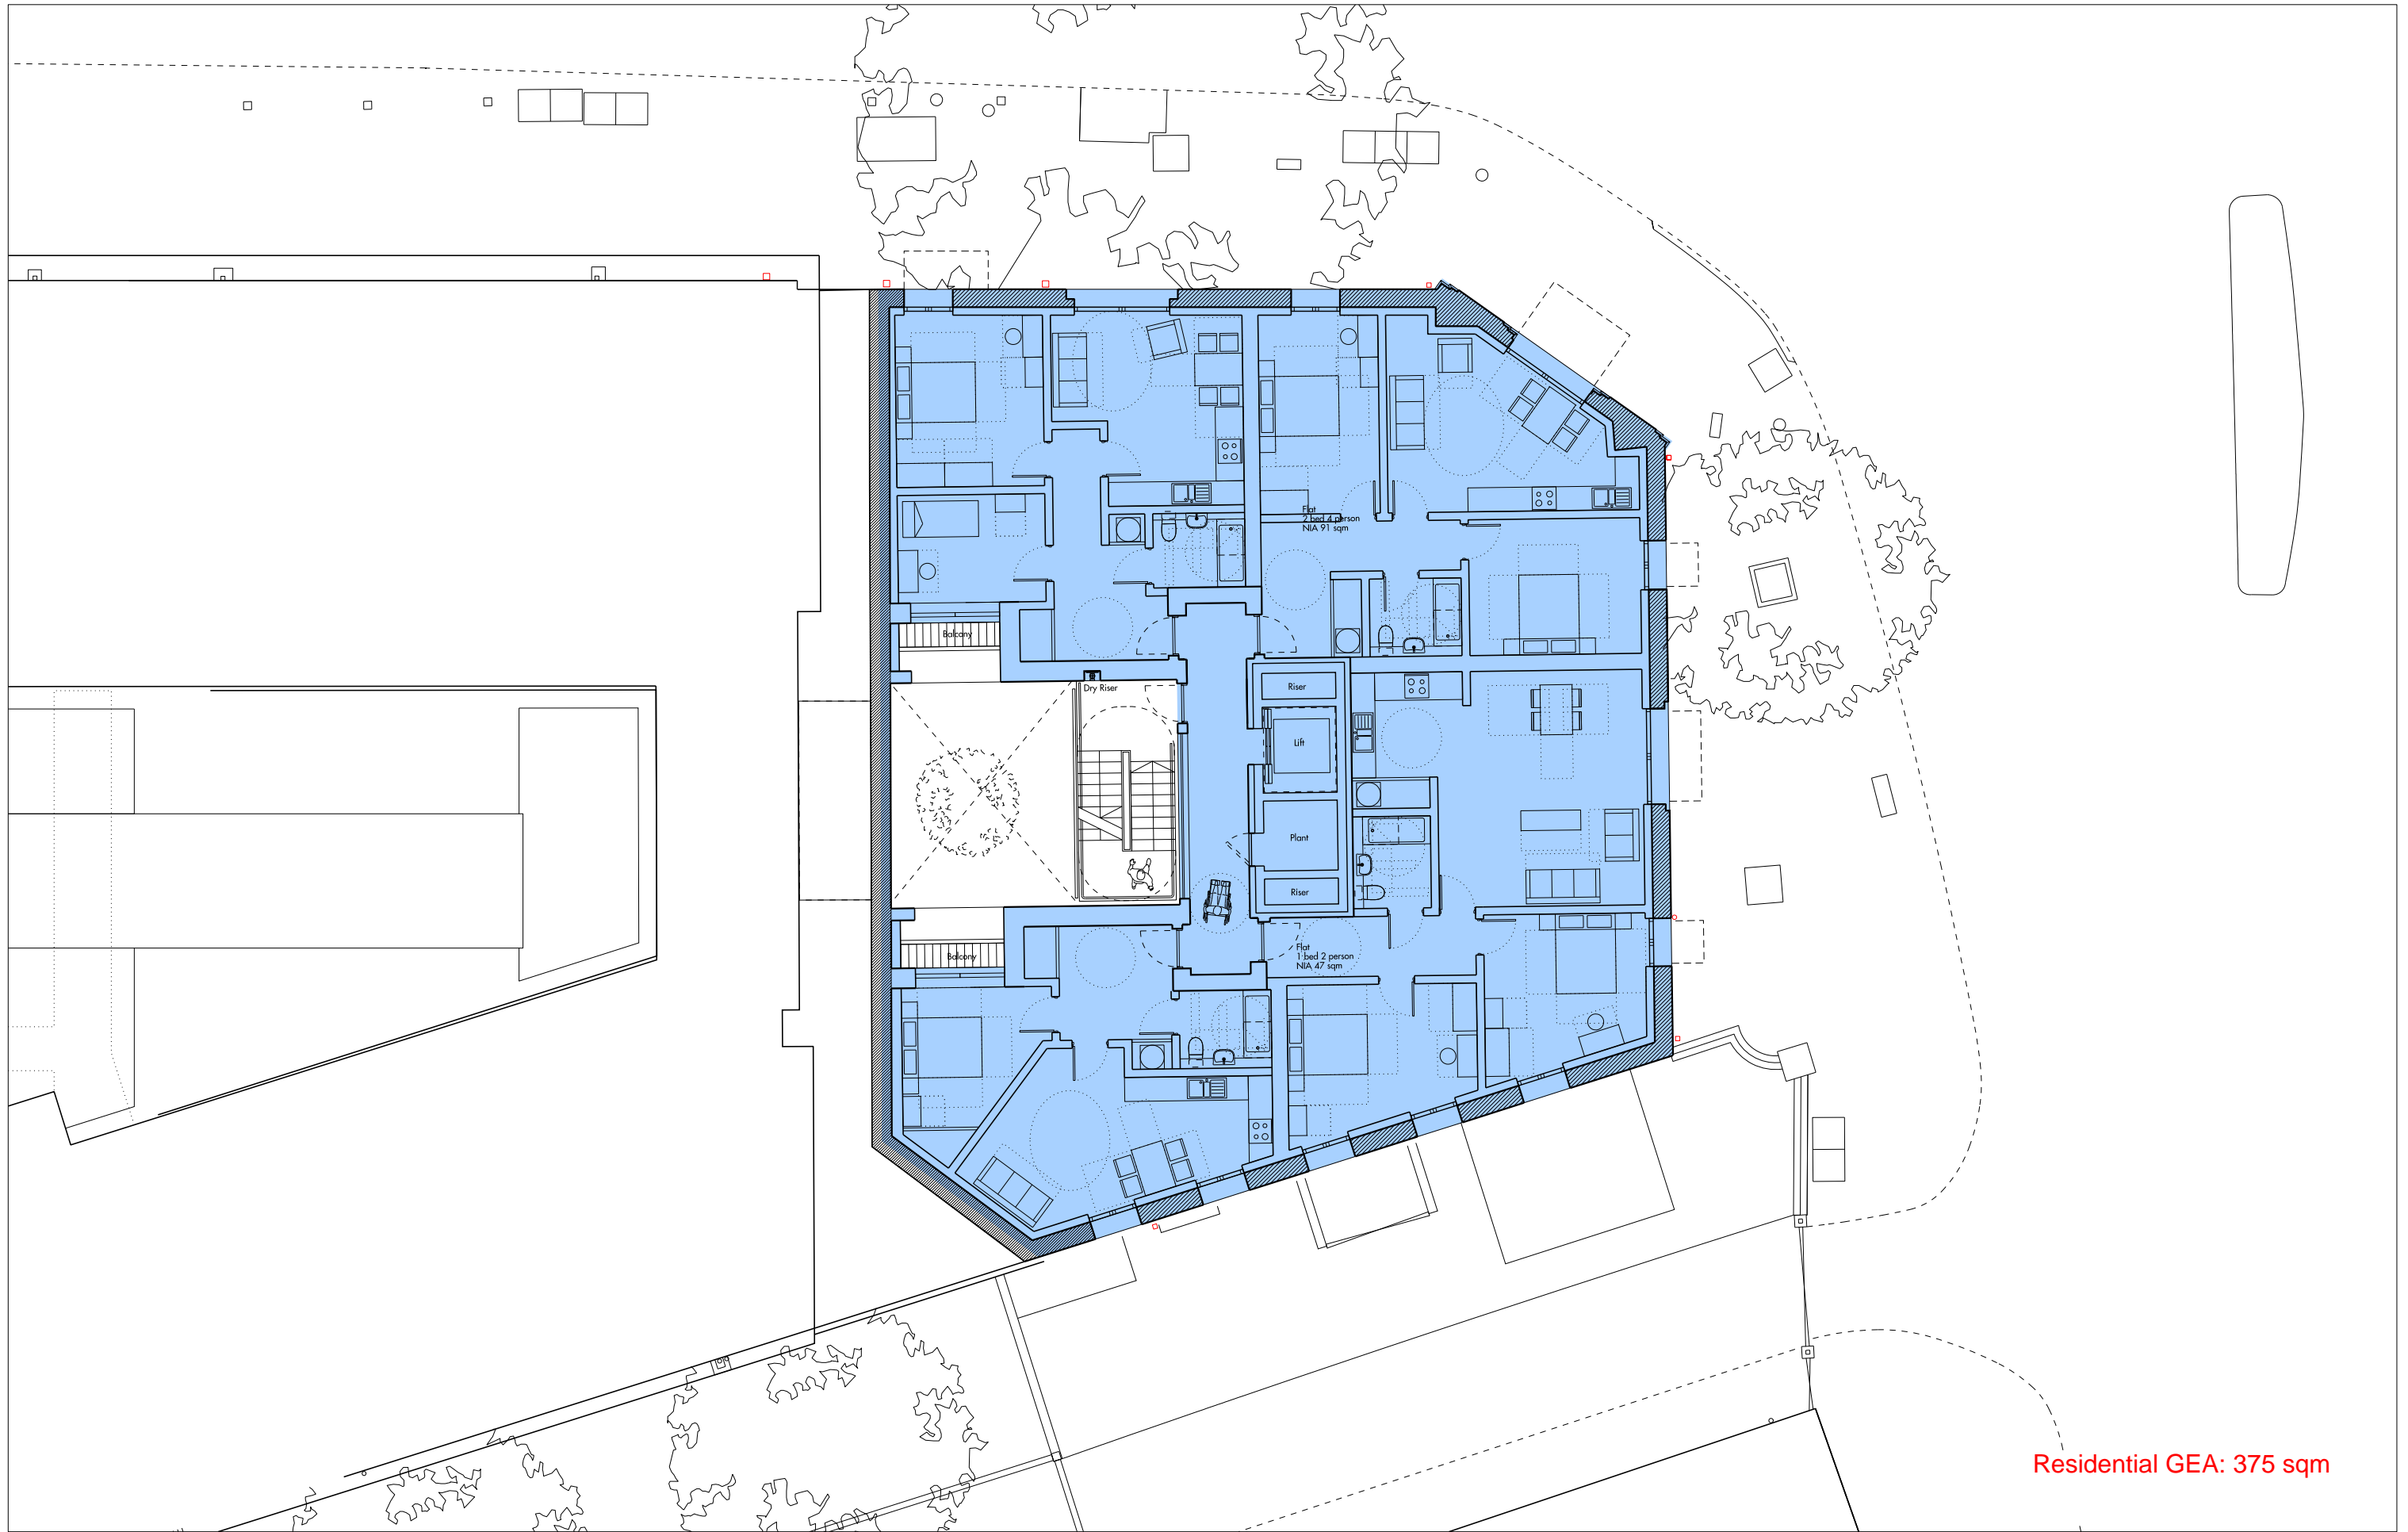 Flat
2 bed 4 person
NIA 91 sqm
Balcony
Dry Riser
Riser
Lift
Plant
Riser
Flat
1 bed 2 person
NIA 47 sqm
Balcony
Residential GEA: 375 sqm